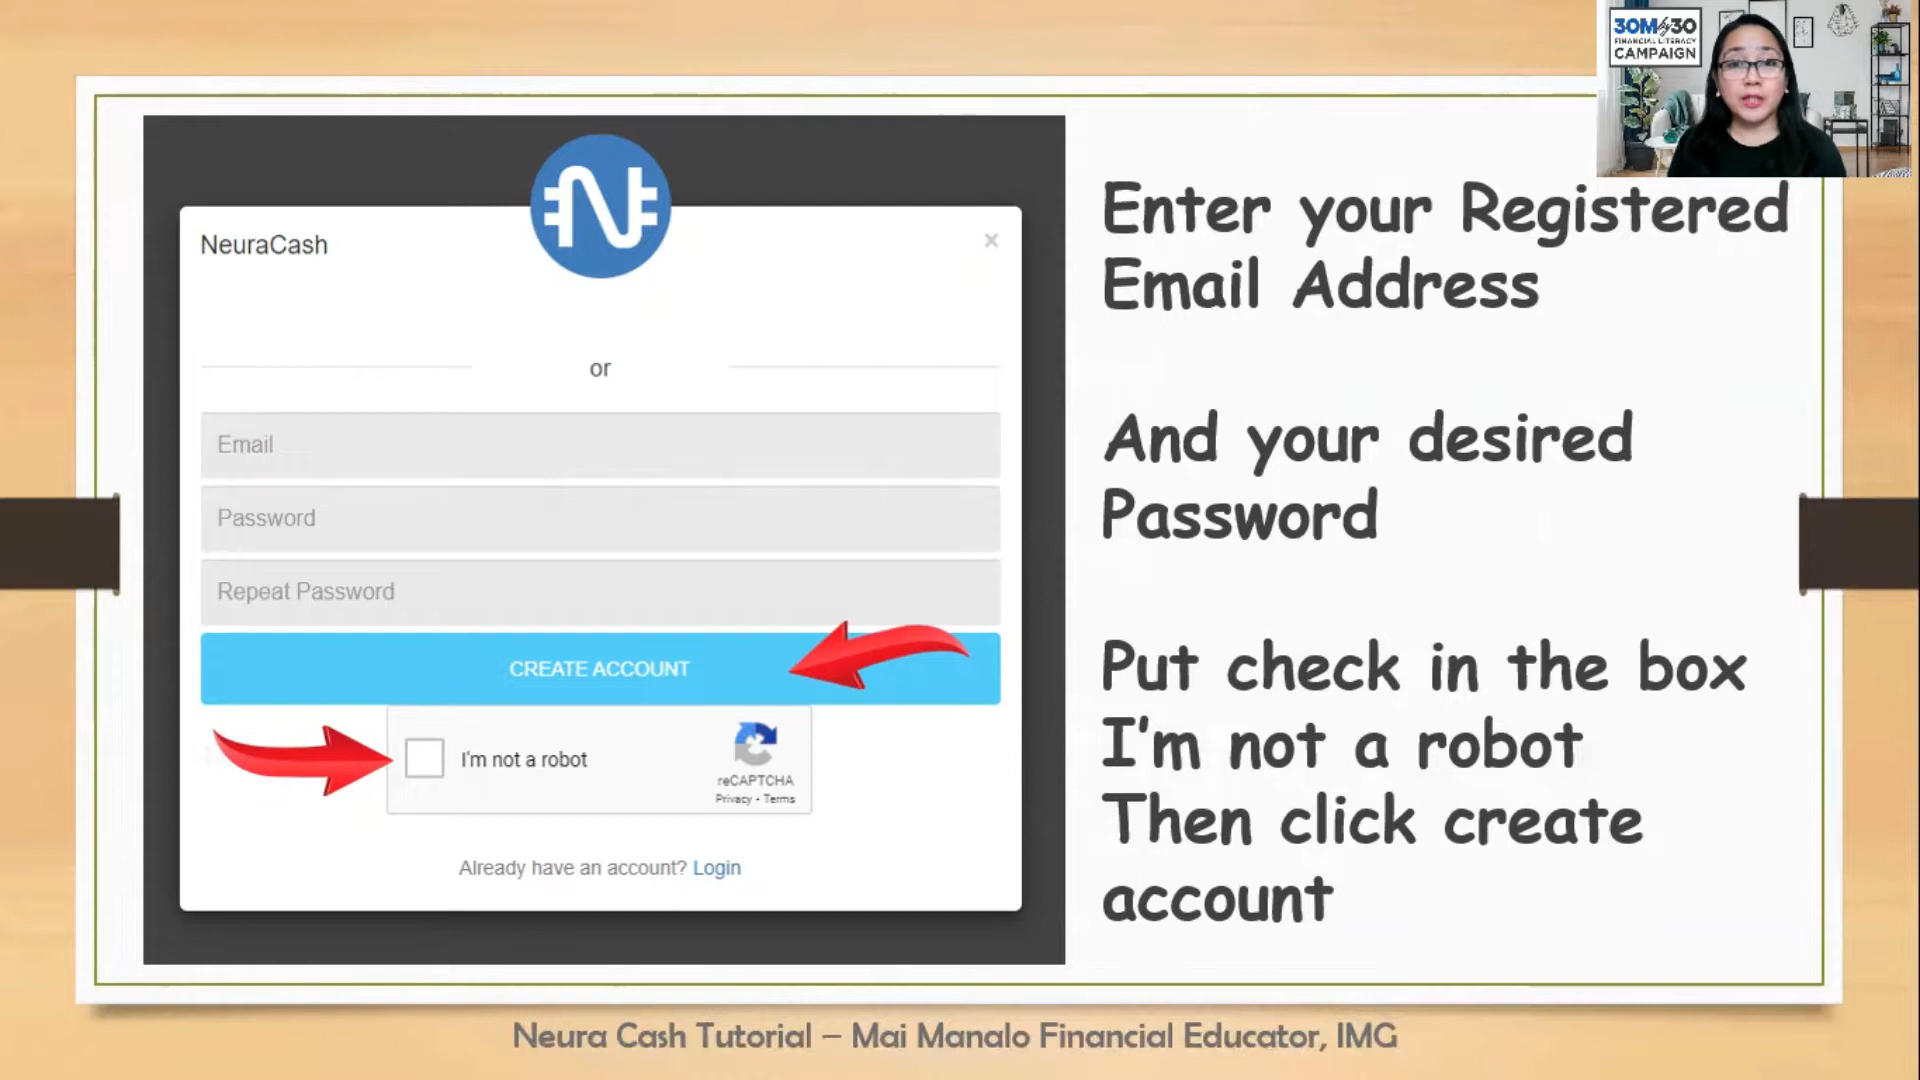 30M by 30
FINANCIAL LITERACY
CAMPAIGN
NeuraCash
×
or
Email
Password
Repeat Password
CREATE ACCOUNT
I'm not a robot
reCAPTCHA
Privacy - Terms
Already have an account? Login
Enter your Registered
Email Address
And your desired
Password
Put check in the box
I'm not a robot
Then click create
account
Neura Cash Tutorial – Mai Manalo Financial Educator, IMG